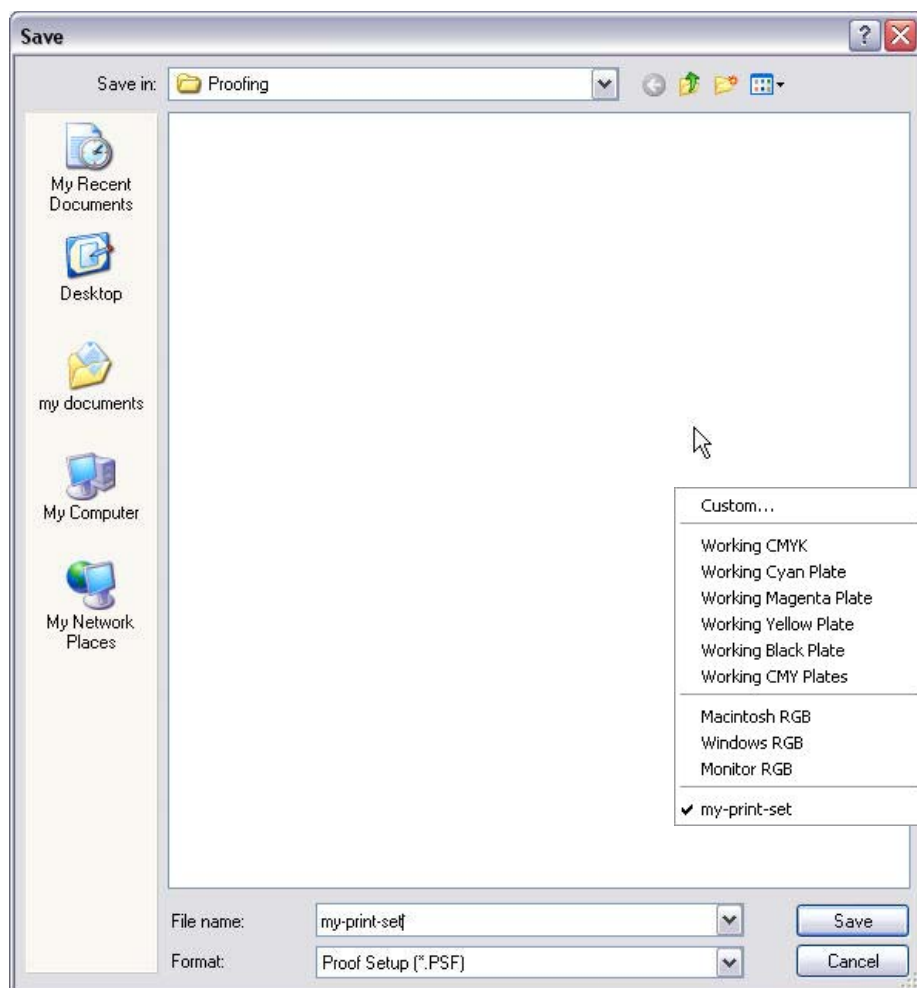 Save
Save in: Proofing
My Recent
Documents
Desktop
my documents
My Computer
My Network
Places
Custom...
Working CMYK
Working Cyan Plate
Working Magenta Plate
Working Yellow Plate
Working Black Plate
Working CMY Plates
Macintosh RGB
Windows RGB
Monitor RGB
my-print-set
File name: my-print-set Save
Format: Proof Setup (*.PSF) Cancel